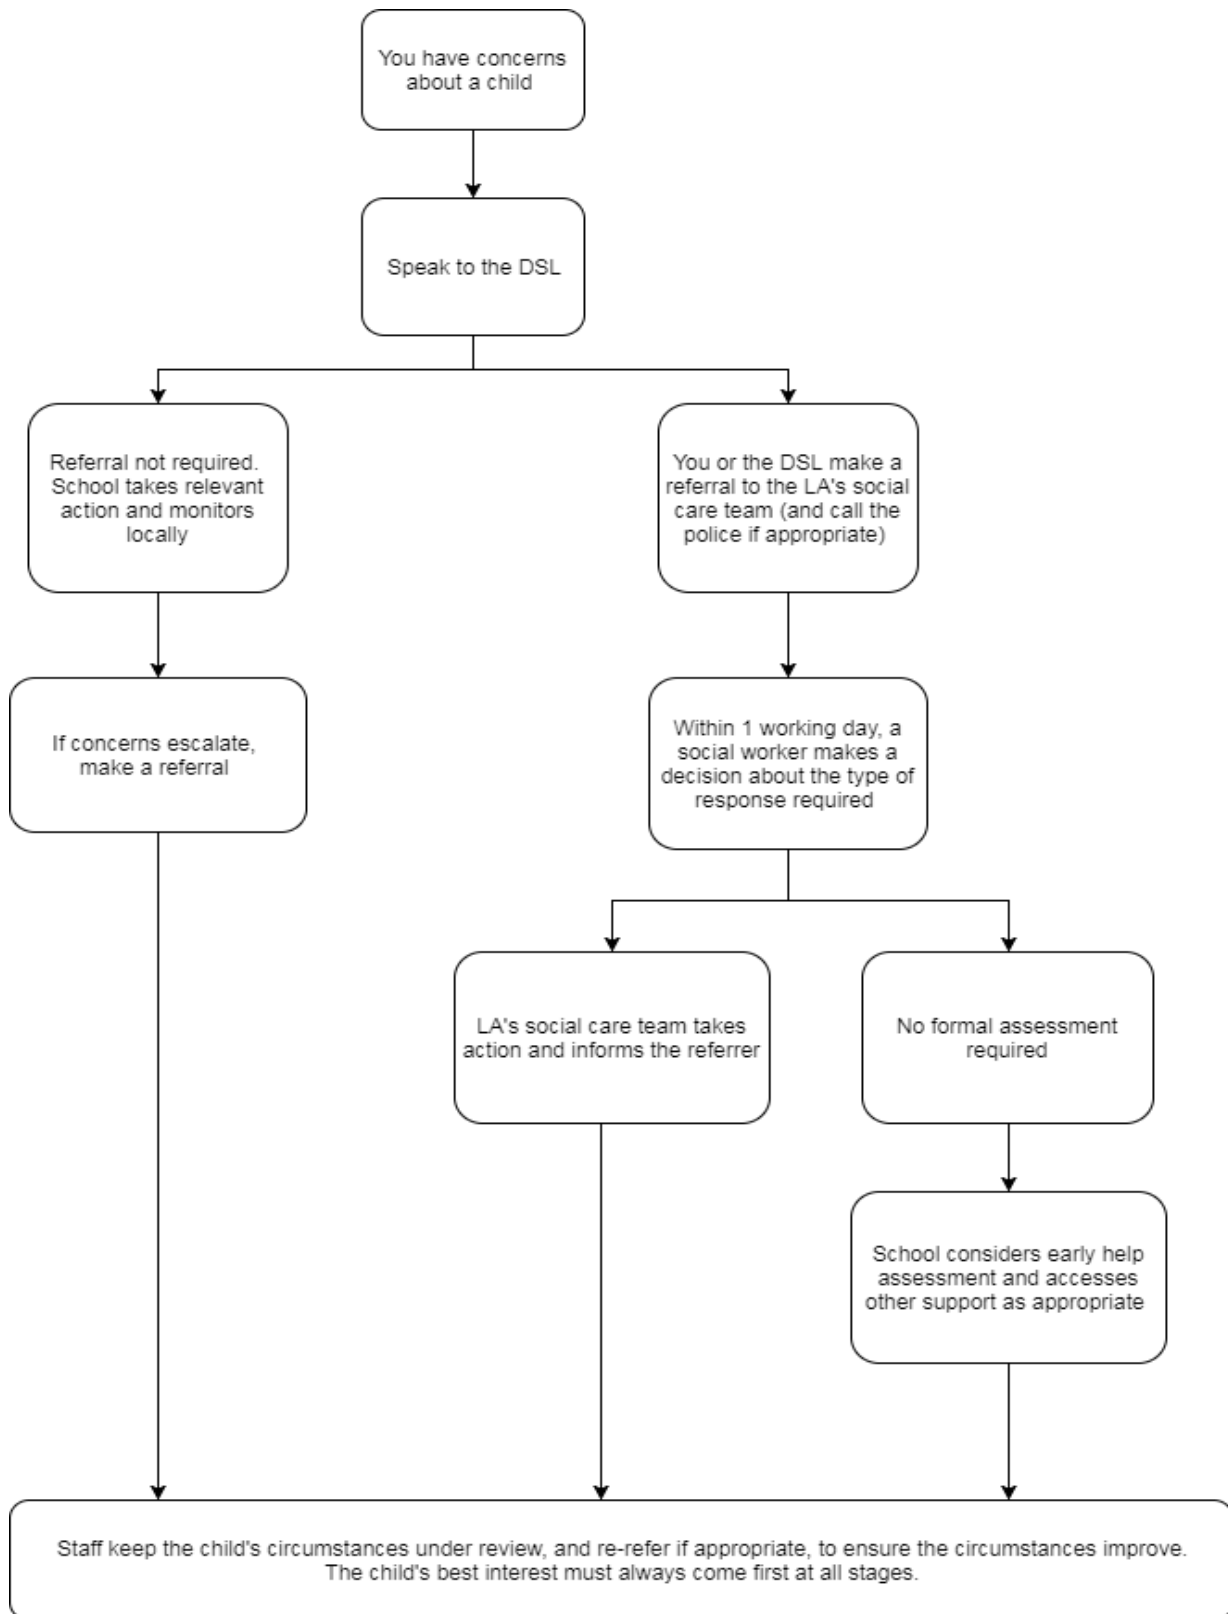 You have concerns
about a child
Speak to the DSL
Referral not required.
School takes relevant
action and monitors
locally
You or the DSL make a
referral to the LA's social
care team (and call the
police if appropriate)
If concerns escalate,
make a referral
Within 1 working day, a
social worker makes a
decision about the type of
response required
LA's social care team takes
action and informs the referrer
No formal assessment
required
School considers early help
assessment and accesses
other support as appropriate
Staff keep the child's circumstances under review, and re-refer if appropriate, to ensure the circumstances improve.
The child's best interest must always come first at all stages.